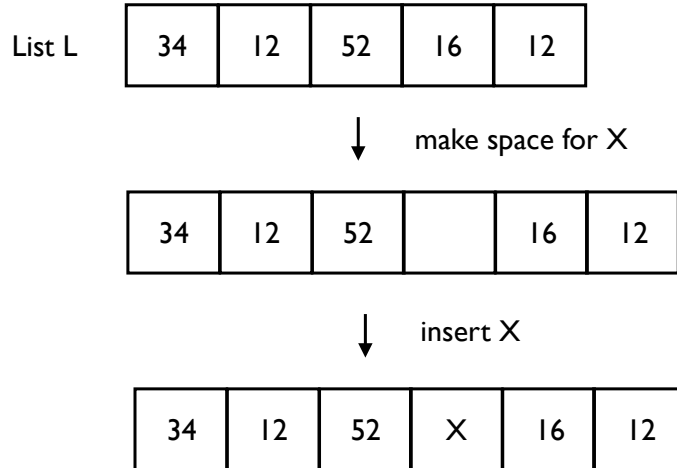 List L 34 12 52 16 12
make space for X
34 12 52 16 12
insert X
34 12 52 X 16 12